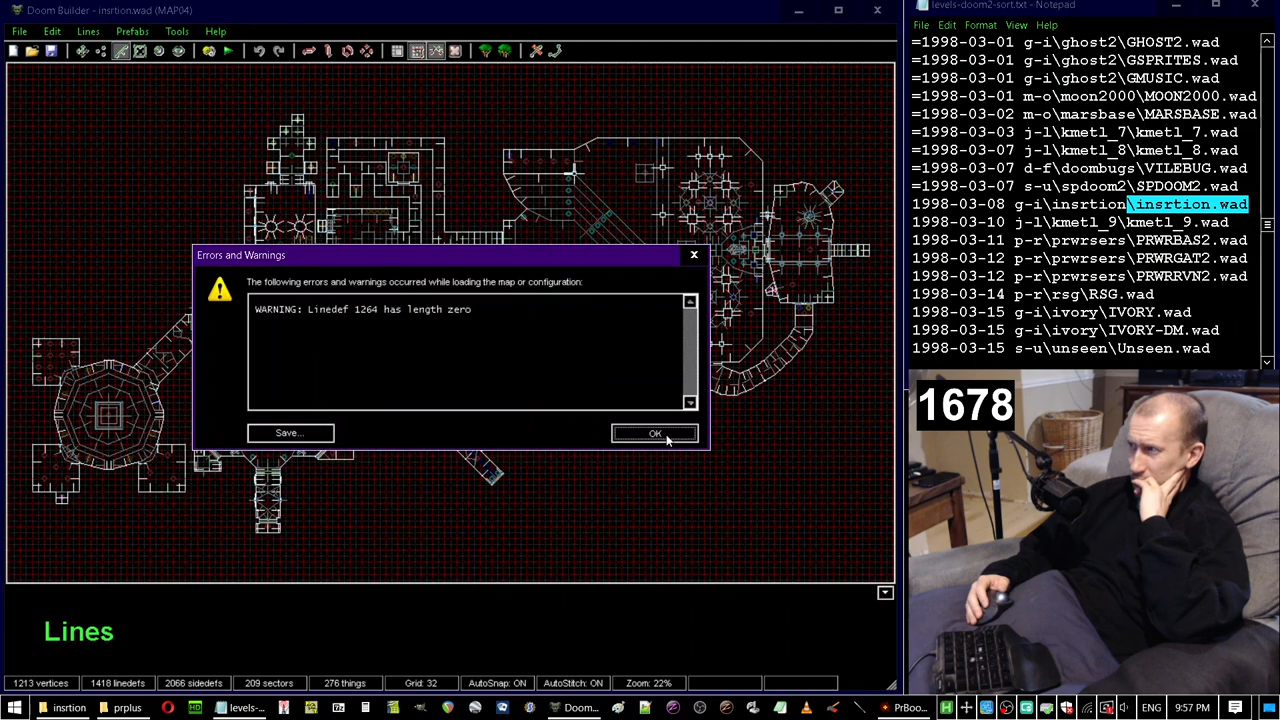 Doom Builder - insrtion.wad (MAP04)
File Edit Lines Prefabs Tools Help
Errors and Warnings
The following errors and warnings occurred while loading the map or configuration:
WARNING: Linedef 1264 has length zero
Save...
OK
Lines
1213 vertices
1418 linedefs
2066 sidedefs
209 sectors
276 things
Grid: 32
AutoSnap: ON
AutoStitch: ON
Zoom: 22%
levels-doom2-sort.txt - Notepad
File Edit Format View Help
=1998-03-01 g-i\ghost2\GHOST2.wad
=1998-03-01 g-i\ghost2\GSPRITES.wad
=1998-03-01 g-i\ghost2\GMUSIC.wad
=1998-03-01 m-o\moon2000\MOON2000.wad
=1998-03-02 m-o\marsbase\MARSBASE.wad
=1998-03-03 j-l\kmetl_7\kmetl_7.wad
=1998-03-07 j-l\kmetl_8\kmetl_8.wad
=1998-03-07 d-f\doombugs\VILEBUG.wad
=1998-03-07 s-u\spdoom2\SPDOOM2.wad
=1998-03-08 g-i\insrtion\insrtion.wad
=1998-03-10 j-l\kmetl_9\kmetl_9.wad
=1998-03-11 p-r\prwrsers\PRWRBAS2.wad
=1998-03-12 p-r\prwrsers\PRWRGAT2.wad
=1998-03-12 p-r\prwrsers\PRWRRVN2.wad
=1998-03-14 p-r\rsg\RSG.wad
=1998-03-15 g-i\ivory\IVORY.wad
=1998-03-15 g-i\ivory\IVORY-DM.wad
=1998-03-15 s-u\unseen\Unseen.wad
1678
insrtion
prplus
levels-...
Doom...
PrBoo...
ENG
9:57 PM